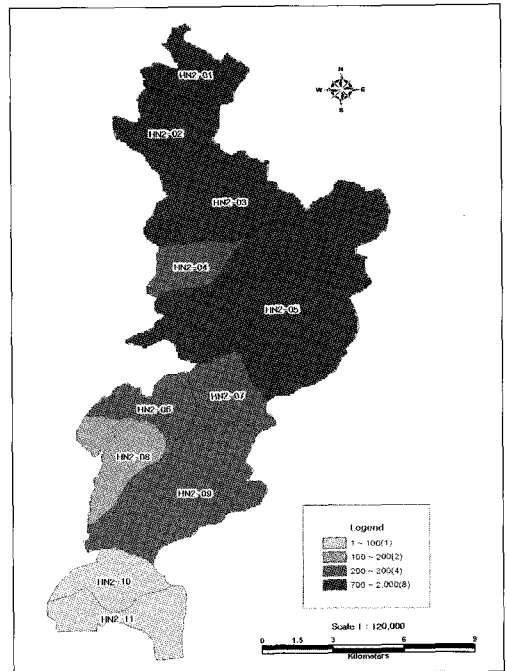 HN2-01
N
W E
S
HN2-02
HN2-03
HN2-04
HN2-05
HN2-07
HN2-06
HN2-08
HN2-09
HN2-10
HN2-11
Legend
1 ~ 100(1)
100 ~ 200(2)
200 ~ 300(4)
700 ~ 2,000(8)
Scale 1 : 120,000
0 1.5 3 6 9
Kilometers